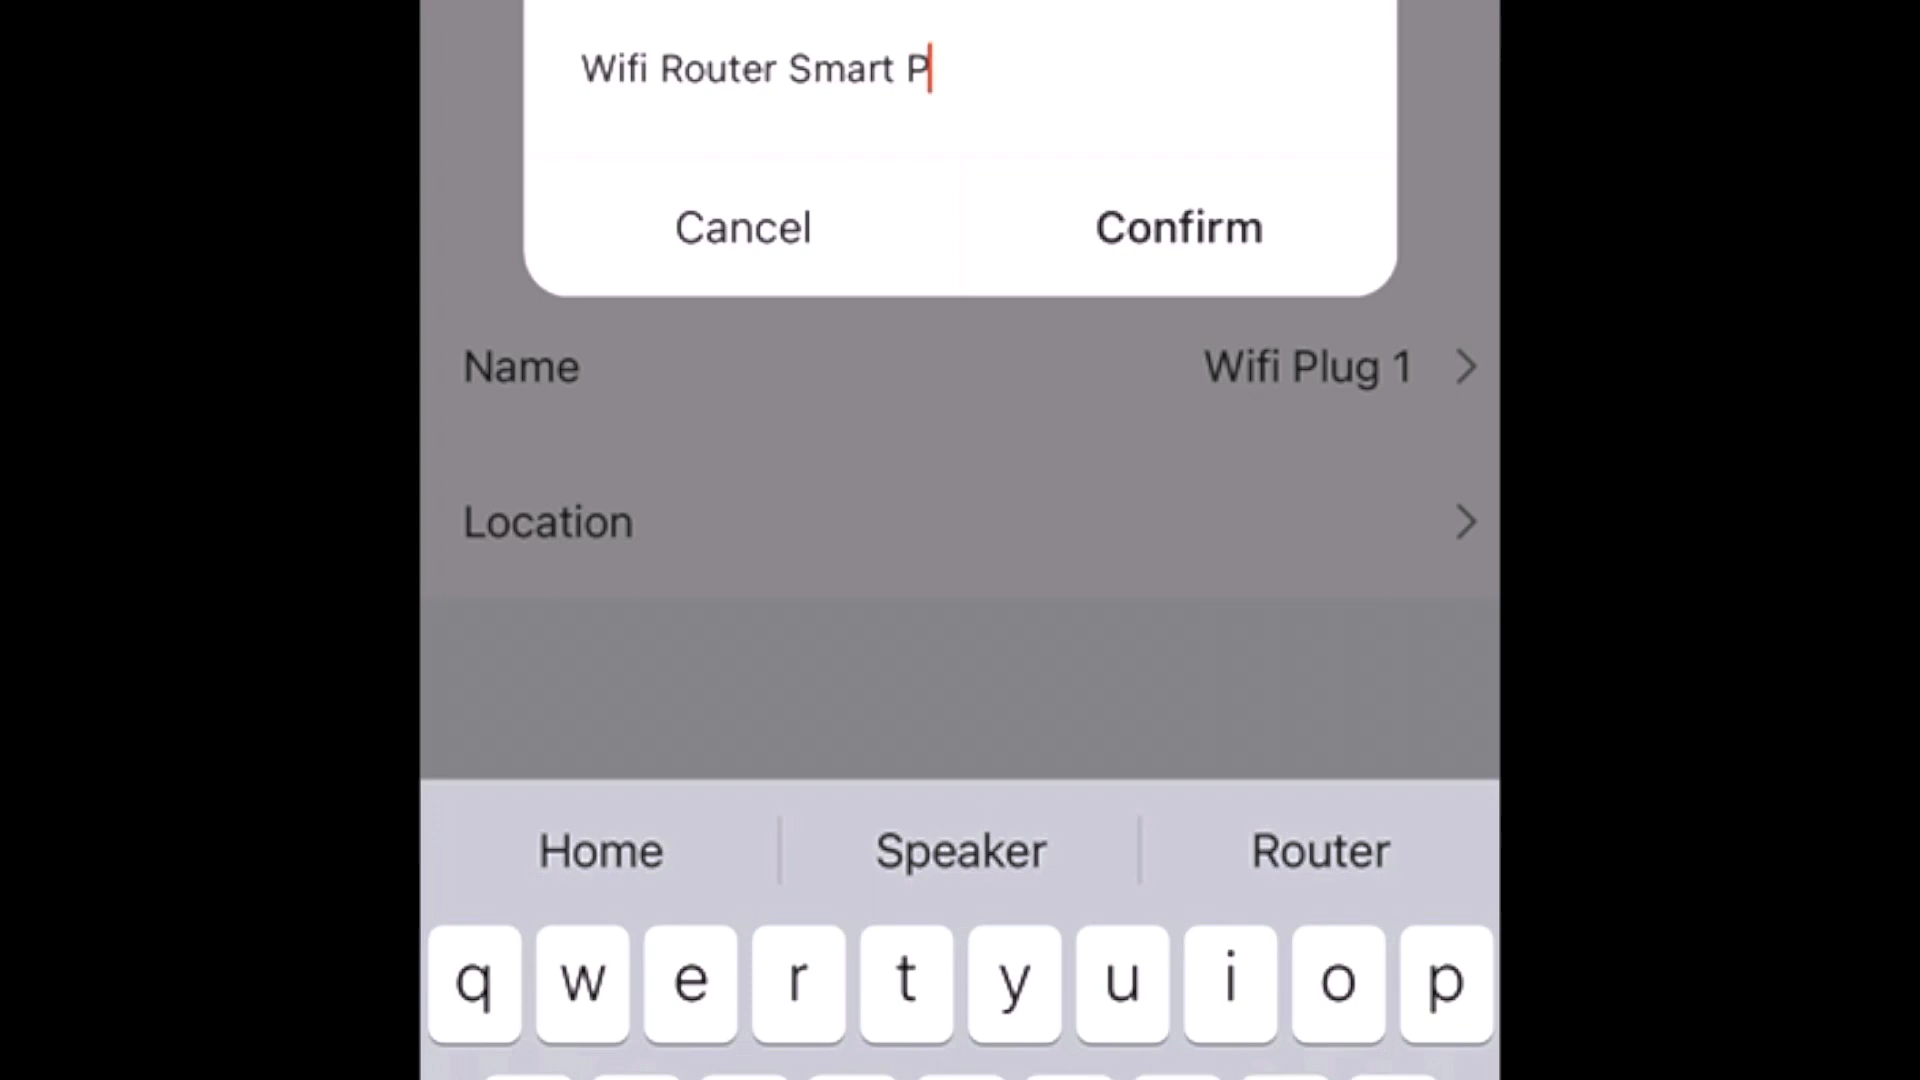 Wifi Router Smart P
Cancel Confirm
Name Wifi Plug 1
Location
Home Speaker Router
q w e r t y u i o p